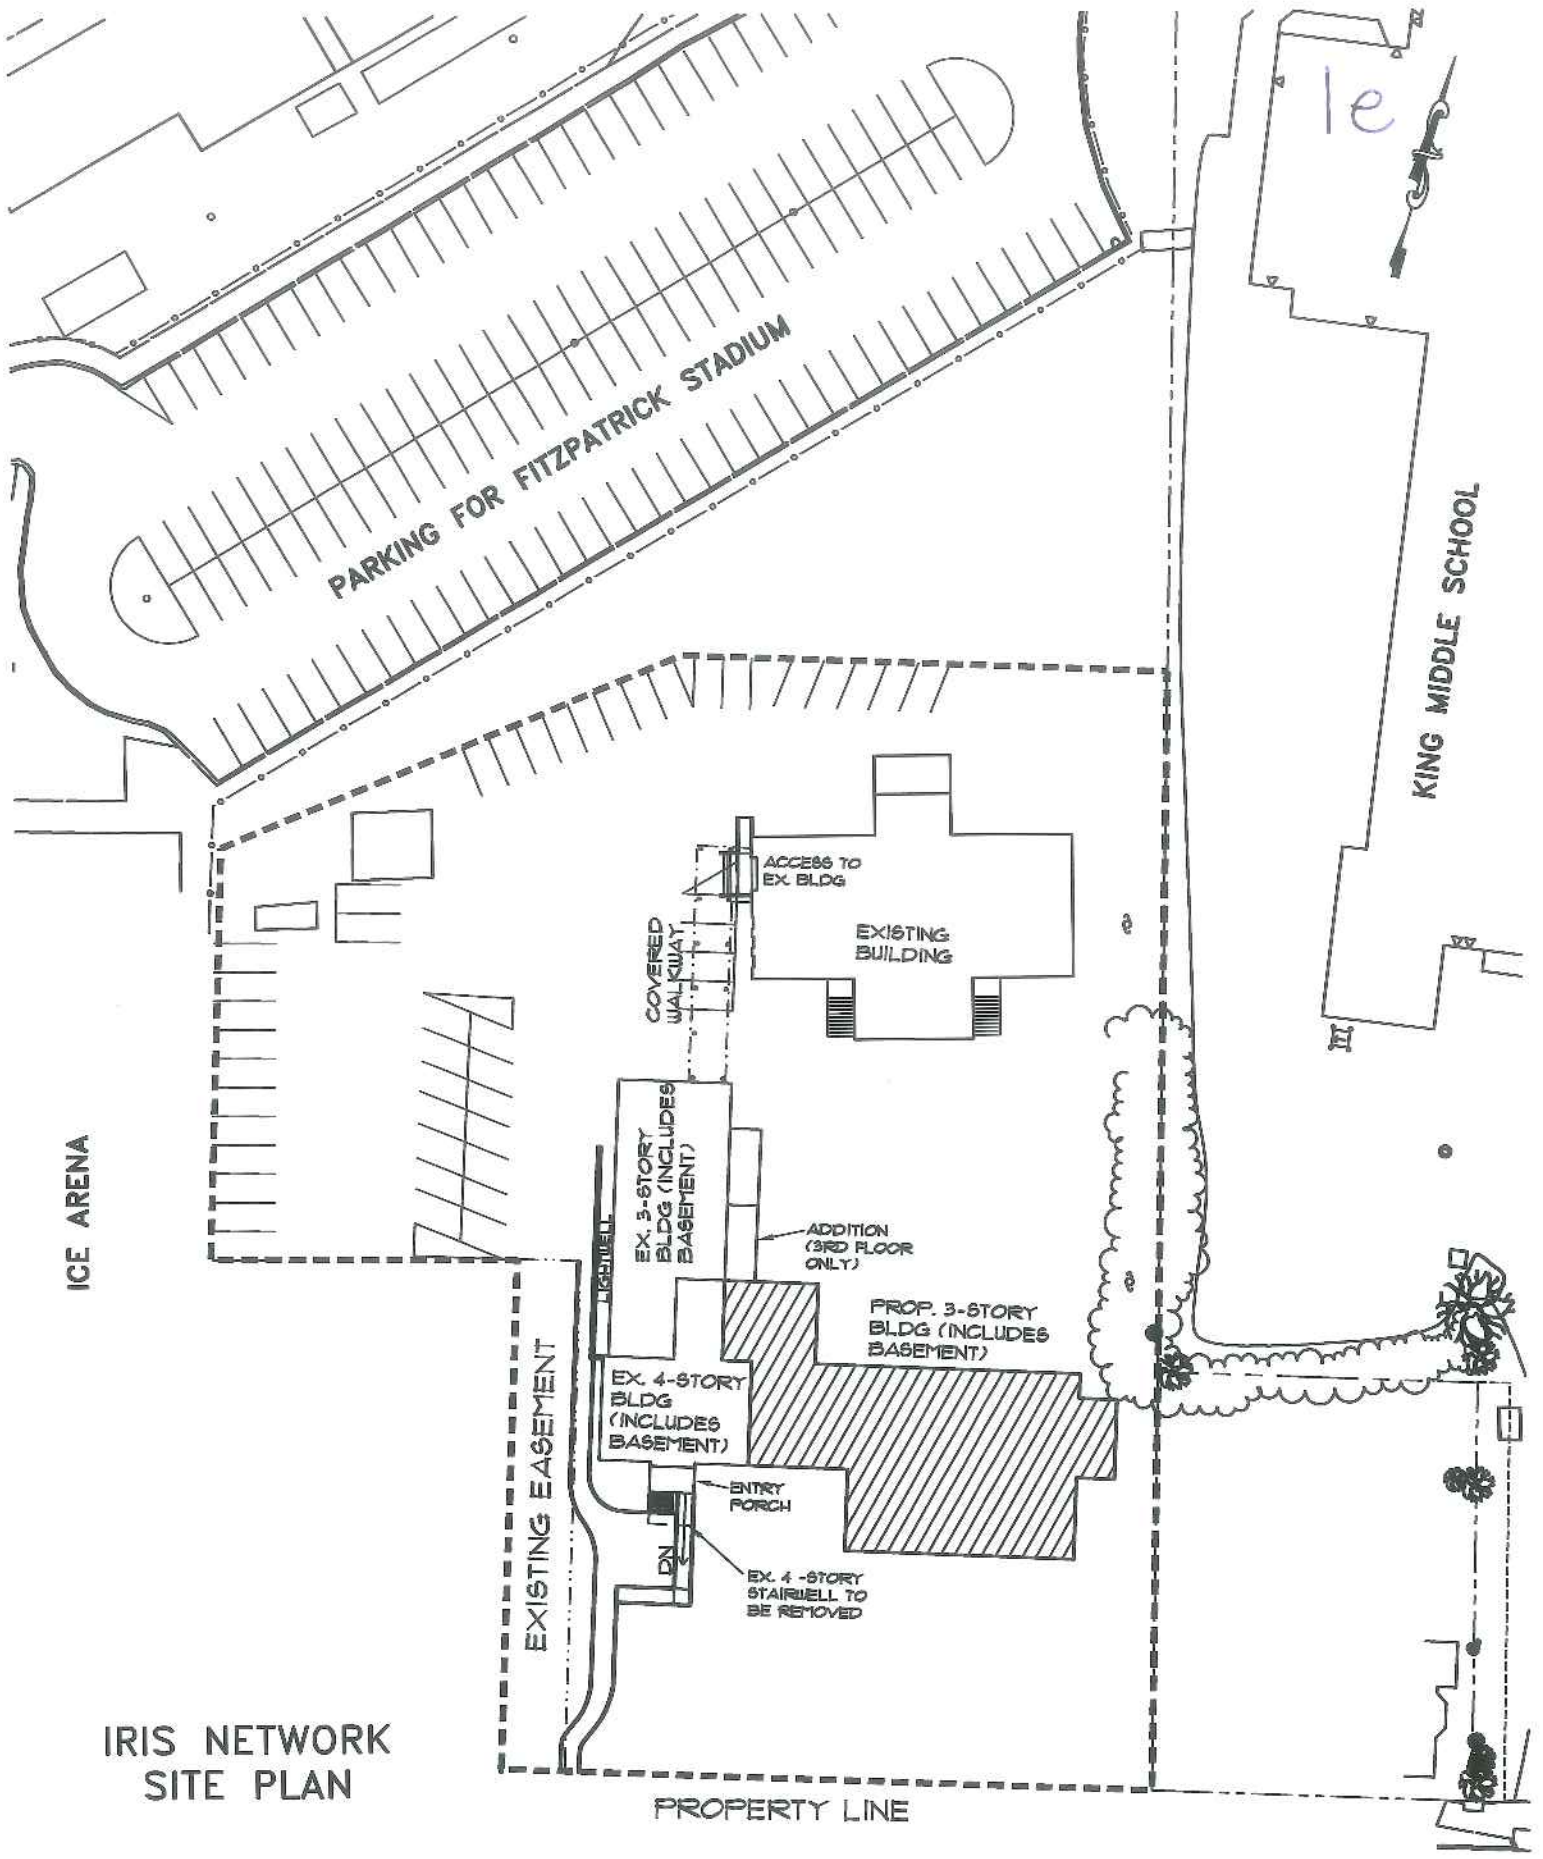 1e
PARKING FOR FITZPATRICK STADIUM
KING MIDDLE SCHOOL
ACCESS TO
EX. BLDG
EXISTING
BUILDING
COVERED
WALKWAY
EX. 3-STORY
BLDG (INCLUDES
BASEMENT)
ICE ARENA
LIGHTWELL
ADDITION
(3RD FLOOR
ONLY)
PROP. 3-STORY
BLDG (INCLUDES
BASEMENT)
EX. 4-STORY
BLDG
(INCLUDES
BASEMENT)
EXISTING EASEMENT
ENTRY
PORCH
DN
EX. 4 -STORY
STAIRWELL TO
BE REMOVED
IRIS NETWORK
SITE PLAN
PROPERTY LINE